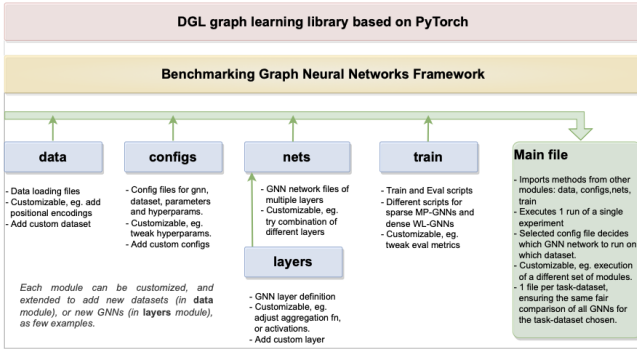 DGL graph learning library based on PyTorch
Benchmarking Graph Neural Networks Framework
data
- Data loading files
- Customizable, eg. add
positional encodings
- Add custom dataset
configs
- Config files for gnn,
dataset, parameters
and hyperparams.
- Customizable, eg.
tweak hyperparams.
- Add custom configs
nets
- GNN network files of
multiple layers
- Customizable, eg.
try combination of
different layers
layers
- GNN layer definition
- Customizable, eg.
adjust aggregation fn,
or activations.
- Add custom layer
train
- Train and Eval scripts
- Different scripts for
sparse MP-GNNs and
dense WL-GNNs
- Customizable, eg.
tweak eval metrics
Main file
- Imports methods from other
modules: data, configs,nets,
train
- Executes 1 run of a single
experiment
- Selected config file decides
which GNN network to run on
which dataset.
- Customizable, eg. execution
of a different set of modules.
- 1 file per task-dataset,
ensuring the same fair
comparison of all GNNs for
the task-dataset chosen.
Each module can be customized, and
extended to add new datasets (in data
module), or new GNNs (in layers module),
as few examples.